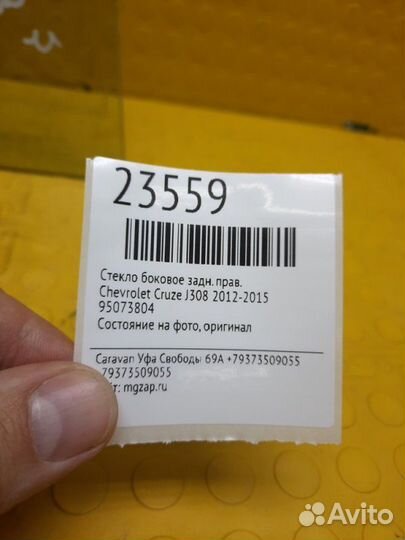 23559
Стекло боковое задн. прав.
Chevrolet Cruze J308 2012-2015
95073804
Состояние на фото, оригинал
Caravan Уфа Свободы 69А +79373509055
79373509055
т: mgzap.ru
Avito